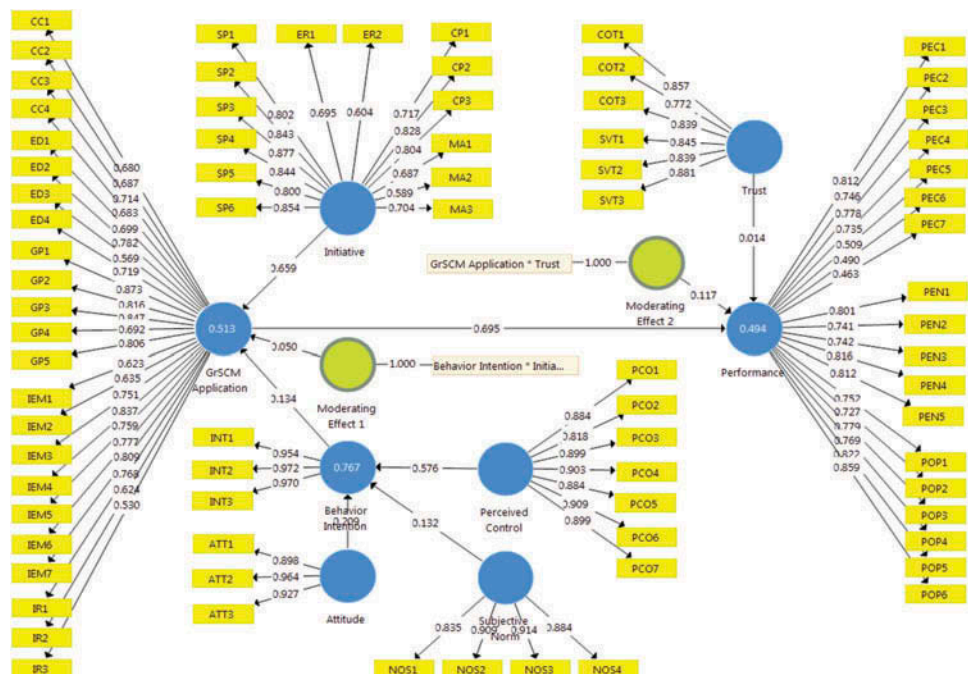 CC1
CC2
CC3
CC4
ED1
ED2
ED3
ED4
GP1
GP2
GP3
GP4
GP5
IEM1
IEM2
IEM3
IEM4
IEM5
IEM6
IEM7
IR1
IR2
IR3
0.680
0.687
0.714
0.683
0.699
0.782
0.569
0.719
0.873
0.816
0.847
0.692
0.806
0.623
0.635
0.751
0.837
0.759
0.777
0.809
0.768
0.624
0.530
0.513
GrSCM
Application
SP1
SP2
SP3
SP4
SP5
SP6
ER1
ER2
CP1
CP2
CP3
MA1
MA2
MA3
0.802
0.843
0.877
0.844
0.800
0.854
0.695
0.604
0.717
0.828
0.804
0.687
0.589
0.704
Initiative
0.659
COT1
COT2
COT3
SVT1
SVT2
SVT3
0.857
0.772
0.839
0.845
0.839
0.881
Trust
0.014
GrSCM Application * Trust
1.000
Moderating
Effect 2
0.117
0.695
0.050
Moderating
Effect 1
1.000
Behavior Intention * Initia...
0.134
INT1
INT2
INT3
0.954
0.972
0.970
0.767
Behavior
Intention
0.209
ATT1
ATT2
ATT3
0.898
0.964
0.927
Attitude
0.576
Perceived
Control
PCO1
PCO2
PCO3
PCO4
PCO5
PCO6
PCO7
0.884
0.818
0.899
0.903
0.884
0.909
0.899
0.132
Subjective
Norm
0.835
0.909
0.914
0.884
NOS1
NOS2
NOS3
NOS4
0.494
Performance
PEC1
PEC2
PEC3
PEC4
PEC5
PEC6
PEC7
0.812
0.746
0.778
0.735
0.509
0.490
0.463
PEN1
PEN2
PEN3
PEN4
PEN5
0.801
0.741
0.742
0.816
0.812
0.752
0.727
0.779
0.769
0.822
0.859
POP1
POP2
POP3
POP4
POP5
POP6